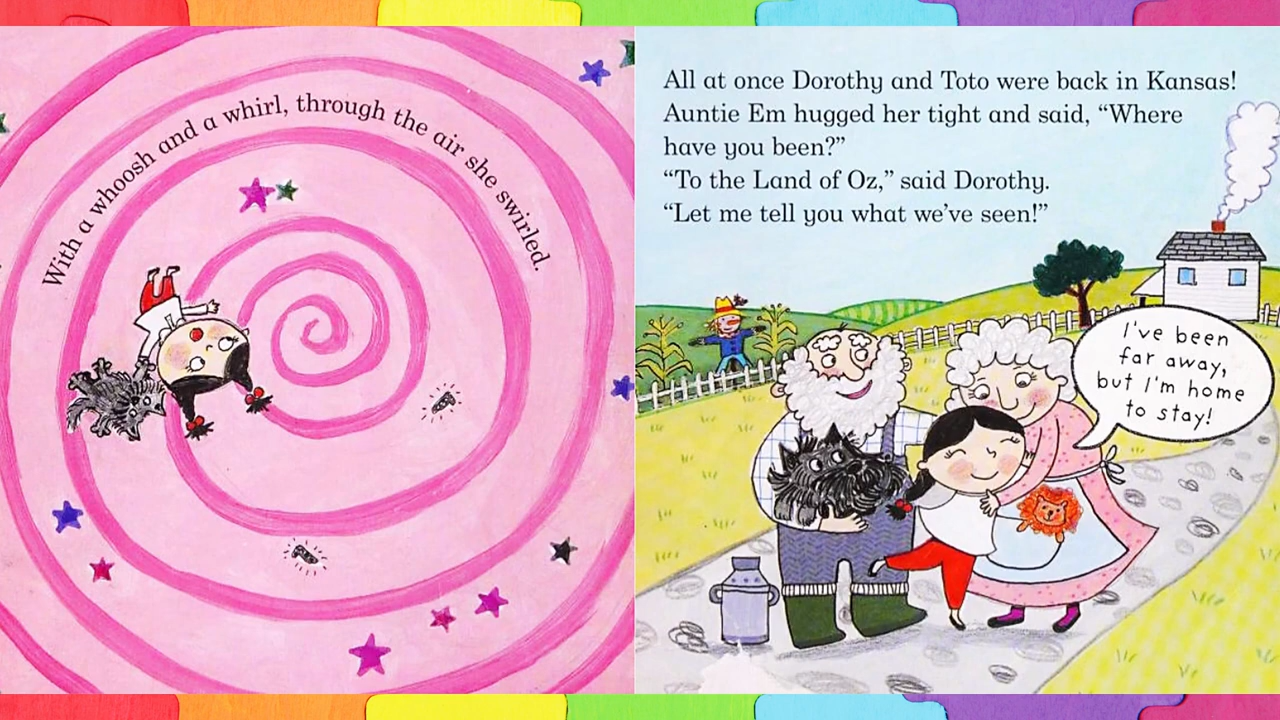 With a whoosh and a whirl, through the air she swirled.
All at once Dorothy and Toto were back in Kansas!
Auntie Em hugged her tight and said, “Where
have you been?”
“To the Land of Oz,” said Dorothy.
“Let me tell you what we’ve seen!”
I've been
far away,
but I'm home
to stay!